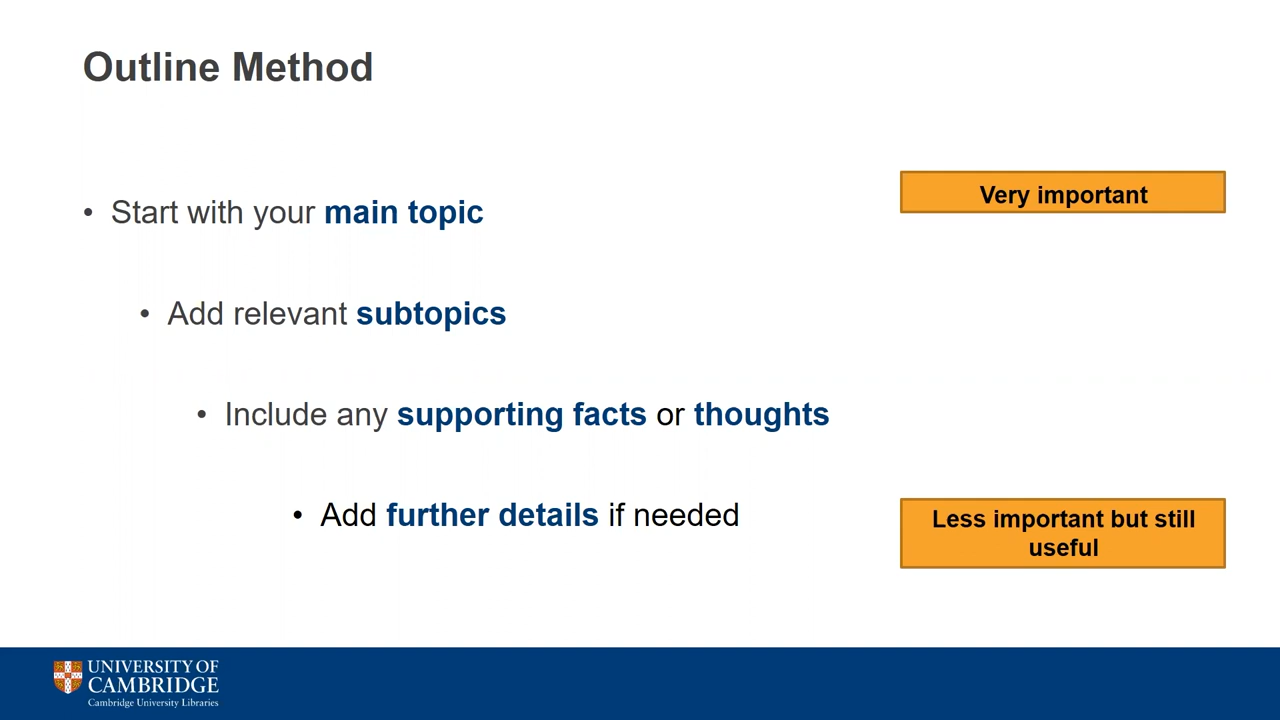 Outline Method
Very important
• Start with your main topic
• Add relevant subtopics
• Include any supporting facts or thoughts
• Add further details if needed
Less important but still
useful
UNIVERSITY OF
CAMBRIDGE
Cambridge University Libraries